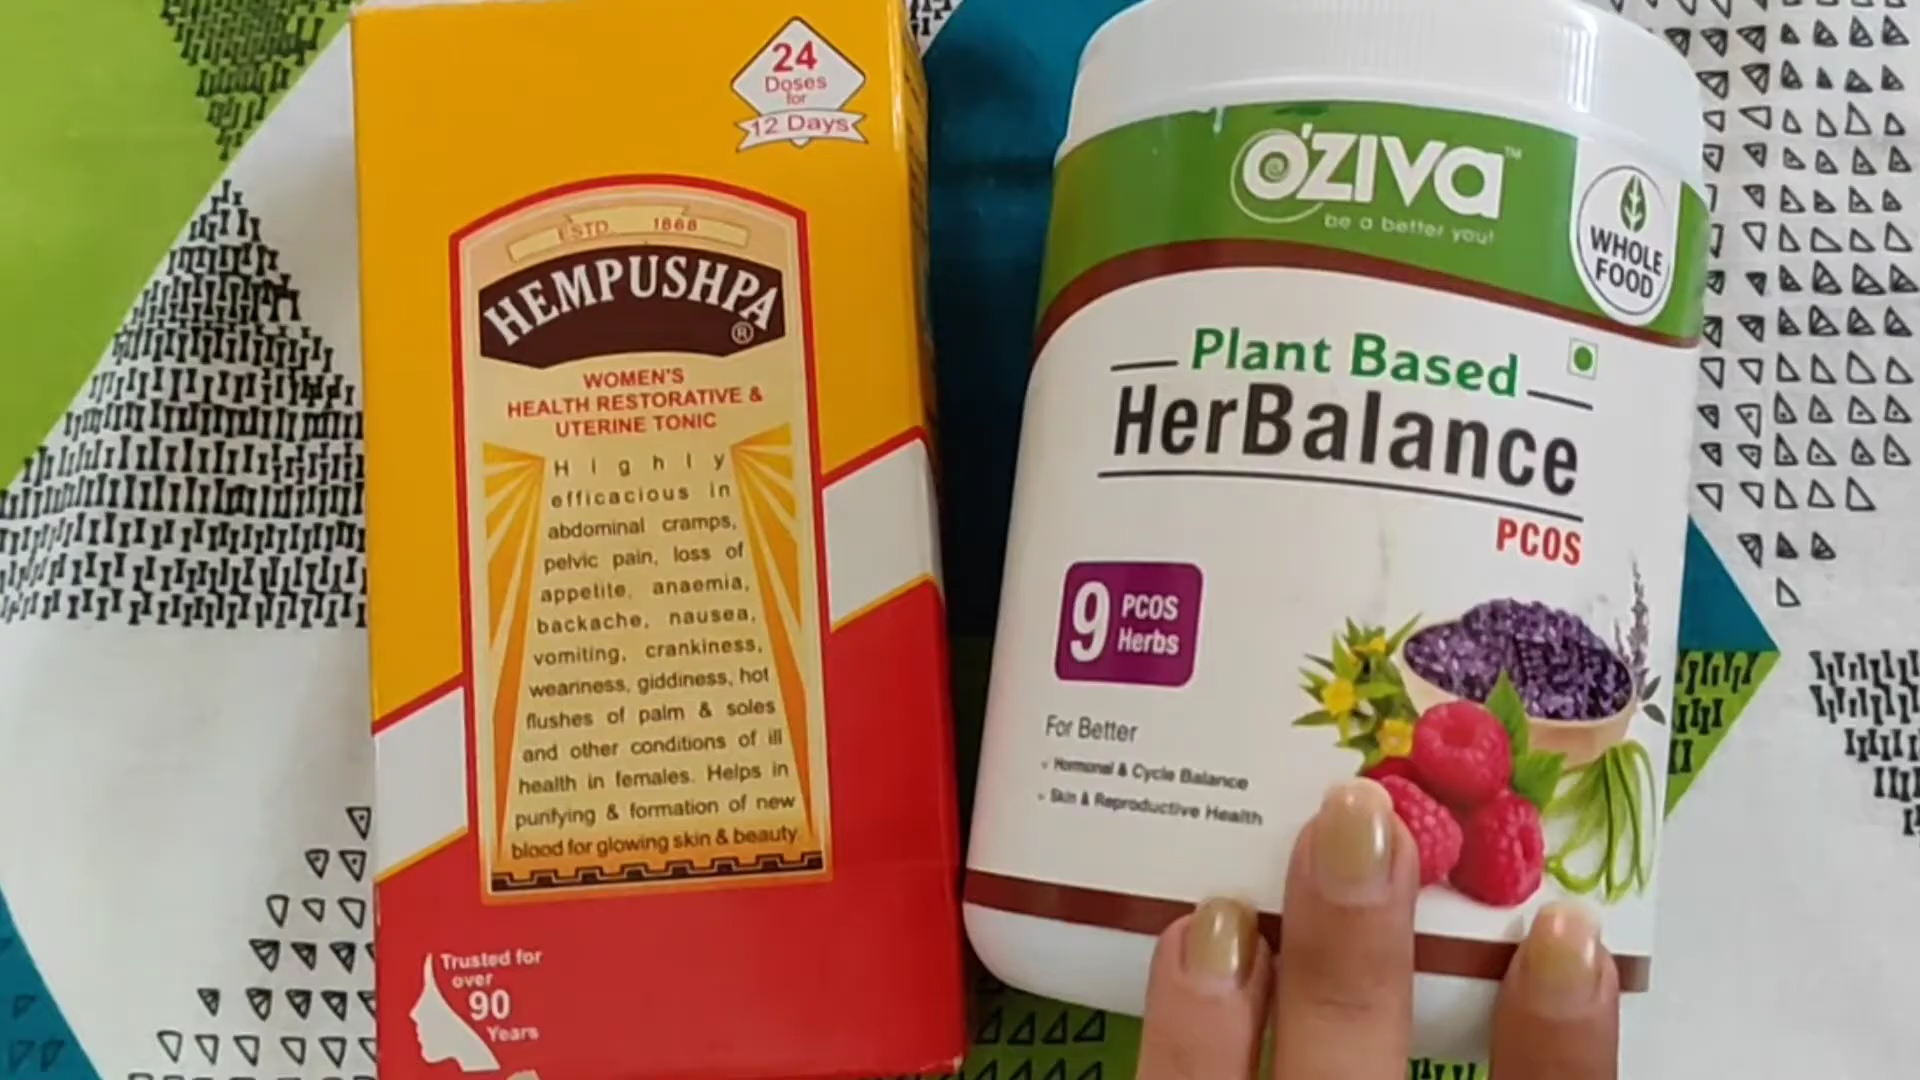 24
Doses
for
12 Days
ESTD. 1868
HEMPUSHPA
®
WOMEN'S
HEALTH RESTORATIVE &
UTERINE TONIC
Highly
efficacious in
abdominal cramps,
pelvic pain, loss of
appetite, anaemia,
backache, nausea,
vomiting, crankiness,
weariness, giddiness, hot
flushes of palm & soles
and other conditions of ill
health in females. Helps in
purifying & formation of new
blood for glowing skin & beauty.
Trusted for
over
90
Years
O'ZIVA™
be a better you!
WHOLE
FOOD
Plant Based
HerBalance
PCOS
9 PCOS
Herbs
For Better
Hormonal & Cycle Balance
Skin & Reproductive Health